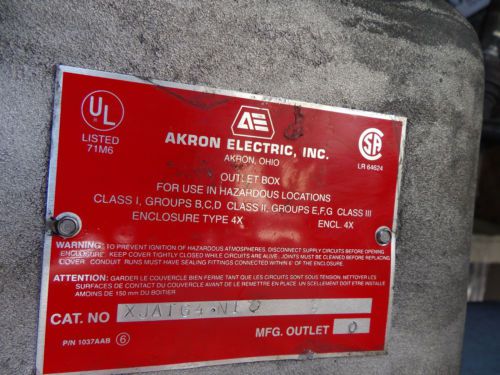 UL
LISTED
71M6
AE
AKRON ELECTRIC, INC.
AKRON, OHIO
SA
LR 64624
OUTLET BOX
FOR USE IN HAZARDOUS LOCATIONS
CLASS I, GROUPS B,C,D CLASS II, GROUPS E,F,G CLASS III
ENCLOSURE TYPE 4X ENCL. 4X
WARNING: TO PREVENT IGNITION OF HAZARDOUS ATMOSPHERES, DISCONNECT SUPPLY CIRCUITS BEFORE OPENING
ENCLOSURE. KEEP COVER TIGHTLY CLOSED WHILE CIRCUITS ARE ALIVE. JOINTS MUST BE CLEANED BEFORE REPLACING
COVER. CONDUIT RUNS MUST HAVE SEALING FITTINGS CONNECTED WITHIN 6" OF THE ENCLOSURE.
ATTENTION: GARDER LE COUVERCLE BIEN FERME TANT QUE LES CIRCUITS SONT SOUS TENSION. NETTOYER LES
SURFACES DE CONTACT DU COUVERCLE AVANT DE LE REMETTRE EN PLACE. UN SCELLEMENT DOIT ETRE INSTALLE
A MOINS DE 150 mm DU BOITIER
CAT. NO
MFG. OUTLET 0
P/N 1037AAB 6